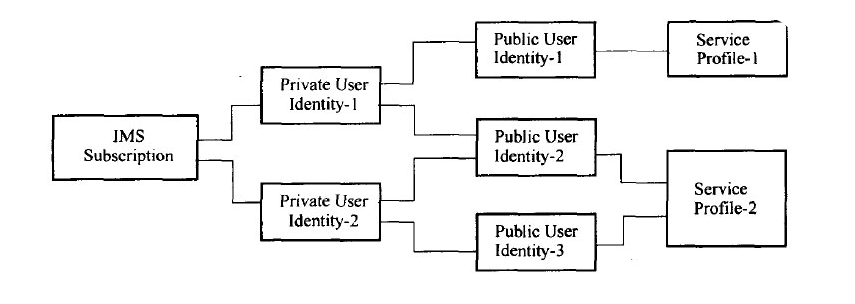 IMS
Subscription
Private User
Identity-1
Private User
Identity-2
Public User
Identity-1
Public User
Identity-2
Public User
Identity-3
Service
Profile-1
Service
Profile-2